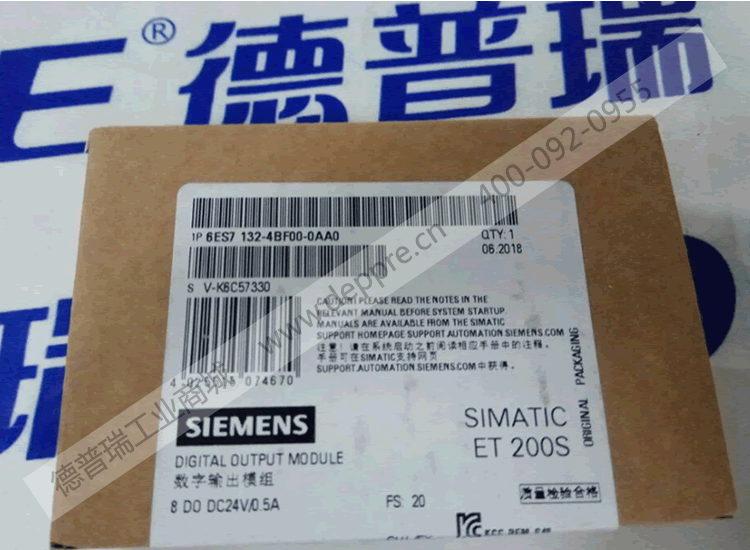 E® 德普瑞
1P 6ES7 132-4BF00-0AA0
QTY: 1
06.2018
S V-K6C57330
CAUTION! PLEASE READ THE NOTES IN THE
RELEVANT MANUAL BEFORE SYSTEM STARTUP.
MANUALS ARE AVAILABLE FROM THE SIMATIC
SUPPORT HOMEPAGE SUPPORT.AUTOMATION.SIEMENS.COM
注意! 请在系统启动之前阅读相应手册中的注释。
手册可在SIMATIC支持网页
SUPPORT.AUTOMATION.SIEMENS.COM中获得。
074670
SIEMENS
SIMATIC
ET 200S
ORIGINAL PACKAGING
DIGITAL OUTPUT MODULE
数字输出模组
8 DO DC24V/0.5A
FS: 20
质量检验合格
德普瑞
德普瑞工业商城 www.deppre.cn 400-092-0955